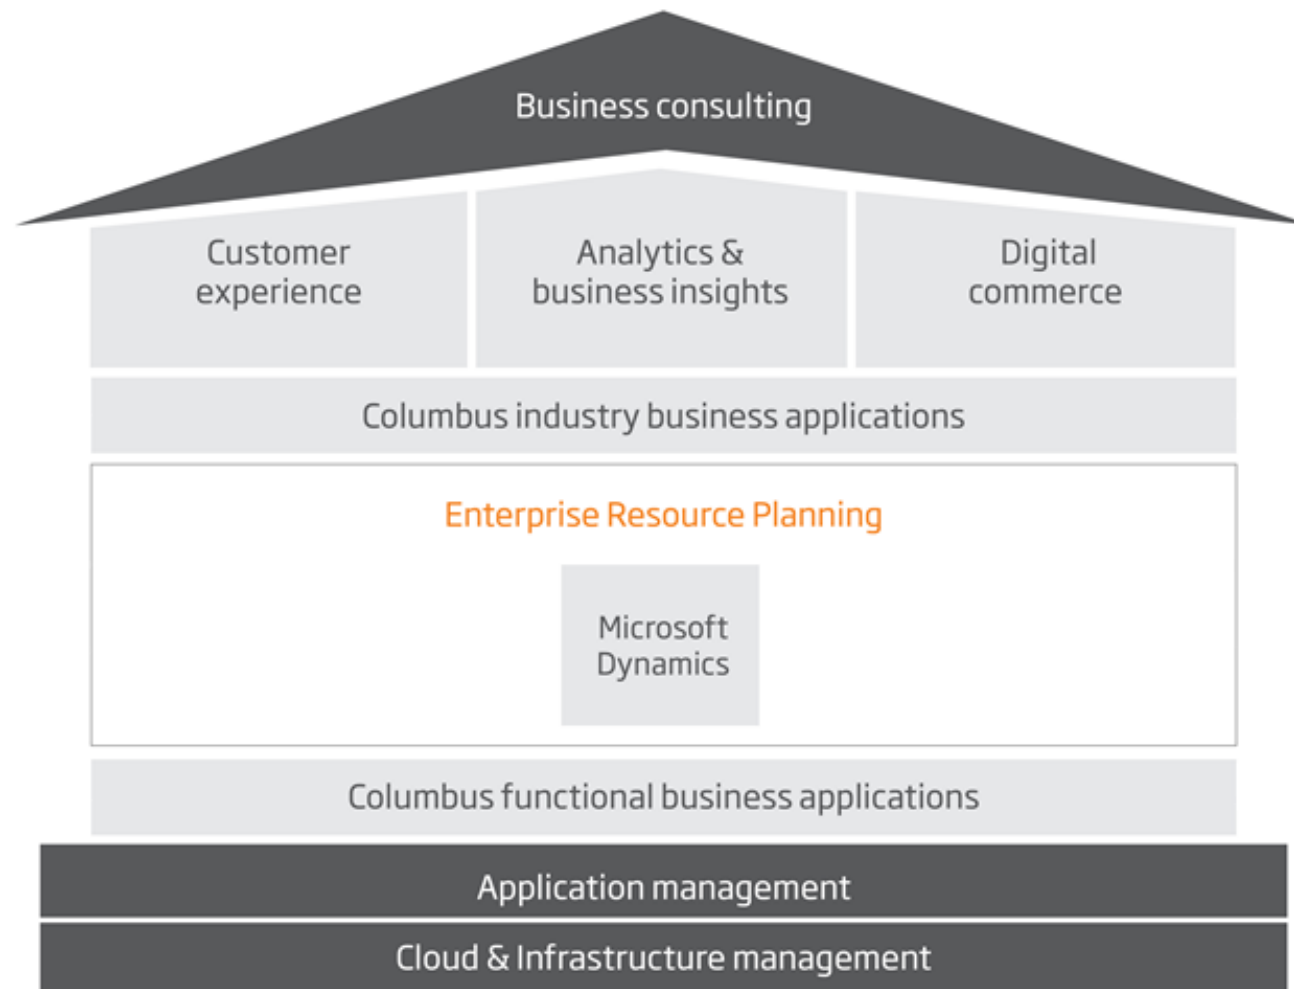 Business consulting
Customer
experience
Analytics &
business insights
Digital
commerce
Columbus industry business applications
Enterprise Resource Planning
Microsoft
Dynamics
Columbus functional business applications
Application management
Cloud & Infrastructure management